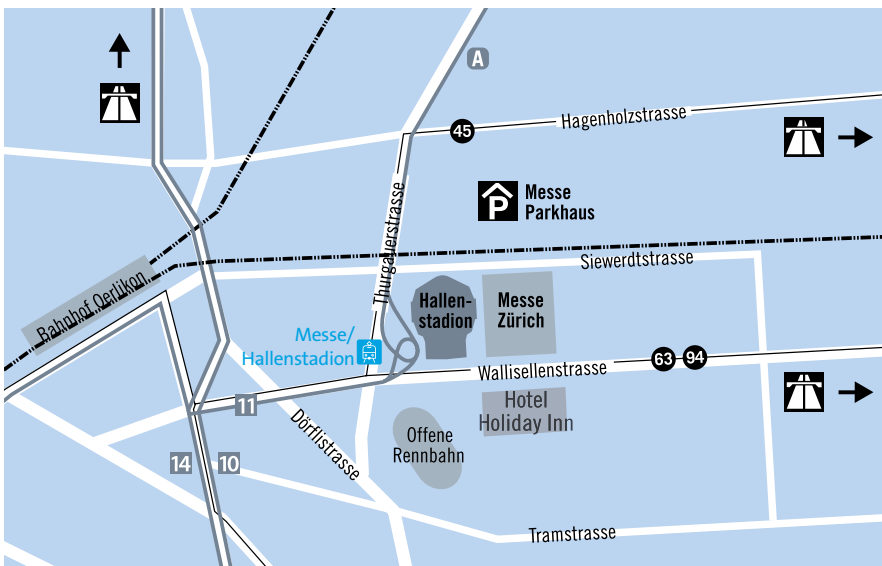 A
45
Hagenholzstrasse
P
Messe
Parkhaus
Thurgauerstrasse
Siewerdtstrasse
Bahnhof Oerlikon
Hallen-
stadion
Messe
Zürich
Messe/
Hallenstadion
63
94
Wallisellenstrasse
11
Hotel
Holiday Inn
Dörflistrasse
Offene
Rennbahn
14
10
Tramstrasse